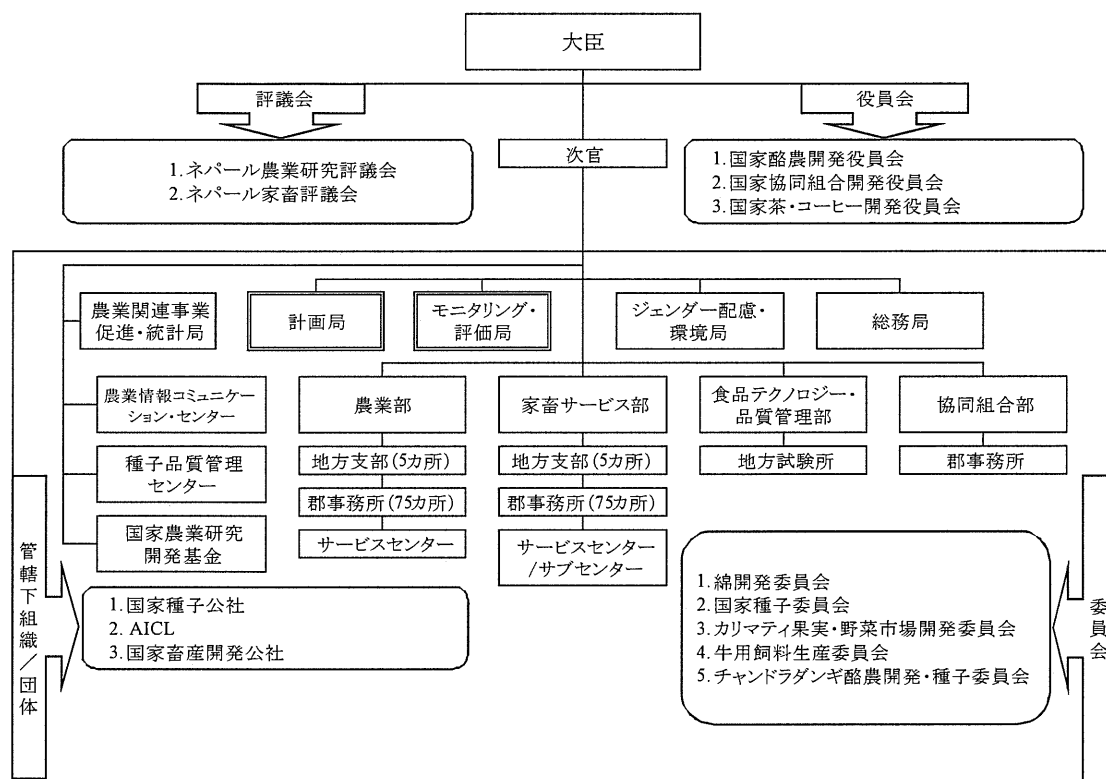 大臣
評議会
役員会
1. ネパール農業研究評議会
2. ネパール家畜評議会
次官
1. 国家酪農開発役員会
2. 国家協同組合開発役員会
3. 国家茶・コーヒー開発役員会
農業関連事業
促進・統計局
計画局
モニタリング・
評価局
ジェンダー配慮・
環境局
総務局
農業情報コミュニケー
ション・センター
農業部
家畜サービス部
食品テクノロジー・
品質管理部
協同組合部
種子品質管理
センター
地方支部(5カ所)
地方支部(5カ所)
地方試験所
郡事務所
郡事務所(75カ所)
郡事務所(75カ所)
国家農業研究
開発基金
サービスセンター
サービスセンター
/サブセンター
管轄下組織/団体
1. 国家種子公社
2. AICL
3. 国家畜産開発公社
1. 綿開発委員会
2. 国家種子委員会
3. カリマティ果実・野菜市場開発委員会
4. 牛用飼料生産委員会
5. チャンドラダンギ酪農開発・種子委員会
委員会